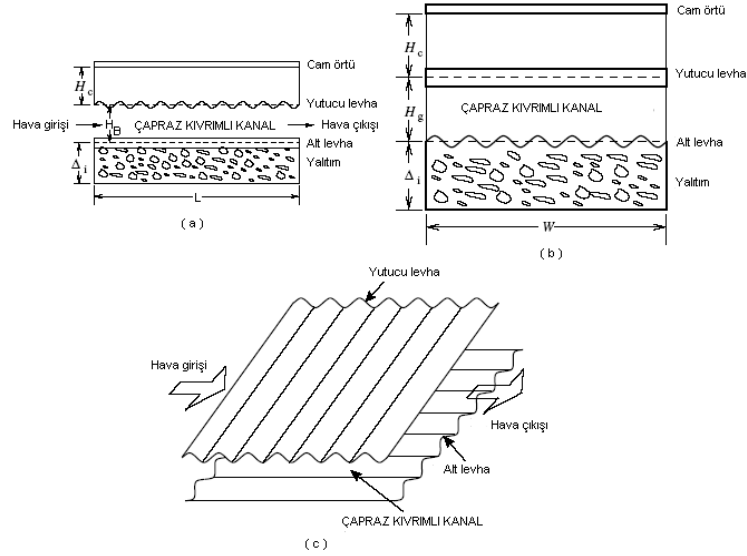 Cam örtü
H_c
Yutucu levha
Hava girişi
H_B
ÇAPRAZ KIVRIMLI KANAL
Hava çıkışı
Alt levha
Δ_i
Yalıtım
L
( a )
Cam örtü
H_c
Yutucu levha
H_g
ÇAPRAZ KIVRIMLI KANAL
Alt levha
Δ_i
Yalıtım
W
( b )
Yutucu levha
Hava girişi
Hava çıkışı
Alt levha
ÇAPRAZ KIVRIMLI KANAL
( c )